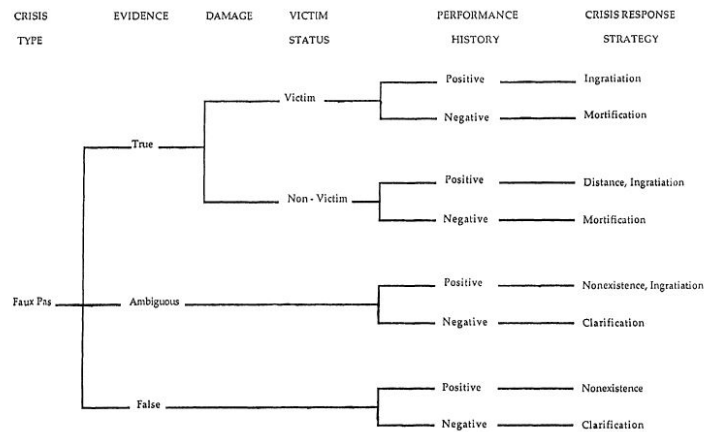 CRISIS EVIDENCE DAMAGE VICTIM PERFORMANCE CRISIS RESPONSE
TYPE STATUS HISTORY STRATEGY
Positive Ingratiation
Victim
Negative Mortification
True
Positive Distance, Ingratiation
Non - Victim
Negative Mortification
Positive Nonexistence, Ingratiation
Faux Pas Ambiguous
Negative Clarification
Positive Nonexistence
False
Negative Clarification